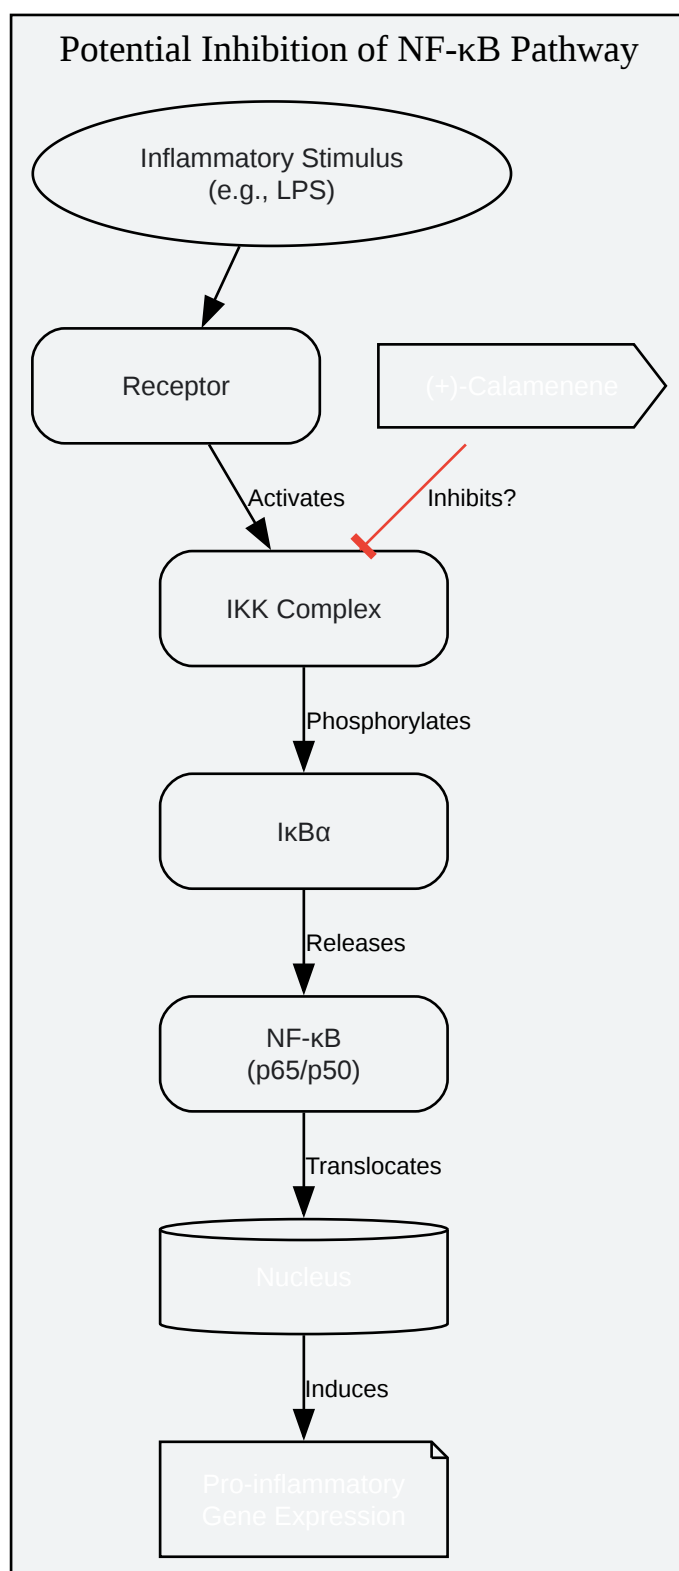 Potential Inhibition of NF-κB Pathway
Inflammatory Stimulus
(e.g., LPS)
Receptor
(+)-Calamenene
Activates
Inhibits?
IKK Complex
Phosphorylates
IκBα
Releases
NF-κB
(p65/p50)
Translocates
Nucleus
Induces
Pro-inflammatory
Gene Expression